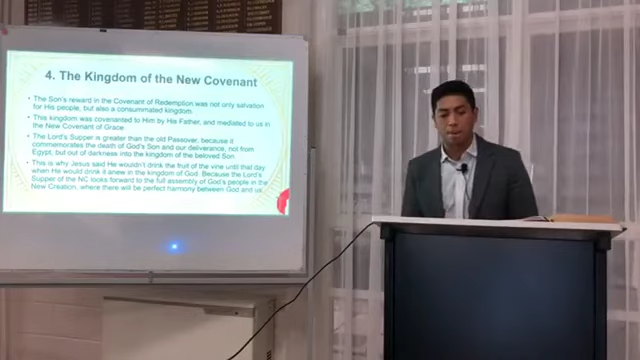 4. The Kingdom of the New Covenant
• The Son's reward in the Covenant of Redemption was not only salvation
for His people, but also a consummated kingdom.
• This kingdom was covenanted to Him by His Father, and mediated to us in
the New Covenant of Grace.
• The Lord's Supper is greater than the old Passover, because it
commemorates the death of God's Son and our deliverance, not from
Egypt, but out of darkness into the kingdom of the beloved Son.
• This is why Jesus said He wouldn't drink the fruit of the vine until that day
when He would drink it anew in the kingdom of God. Because the Lord's
Supper of the NC looks forward to the full assembly of God's people in the
New Creation, where there will be perfect harmony between God and us.